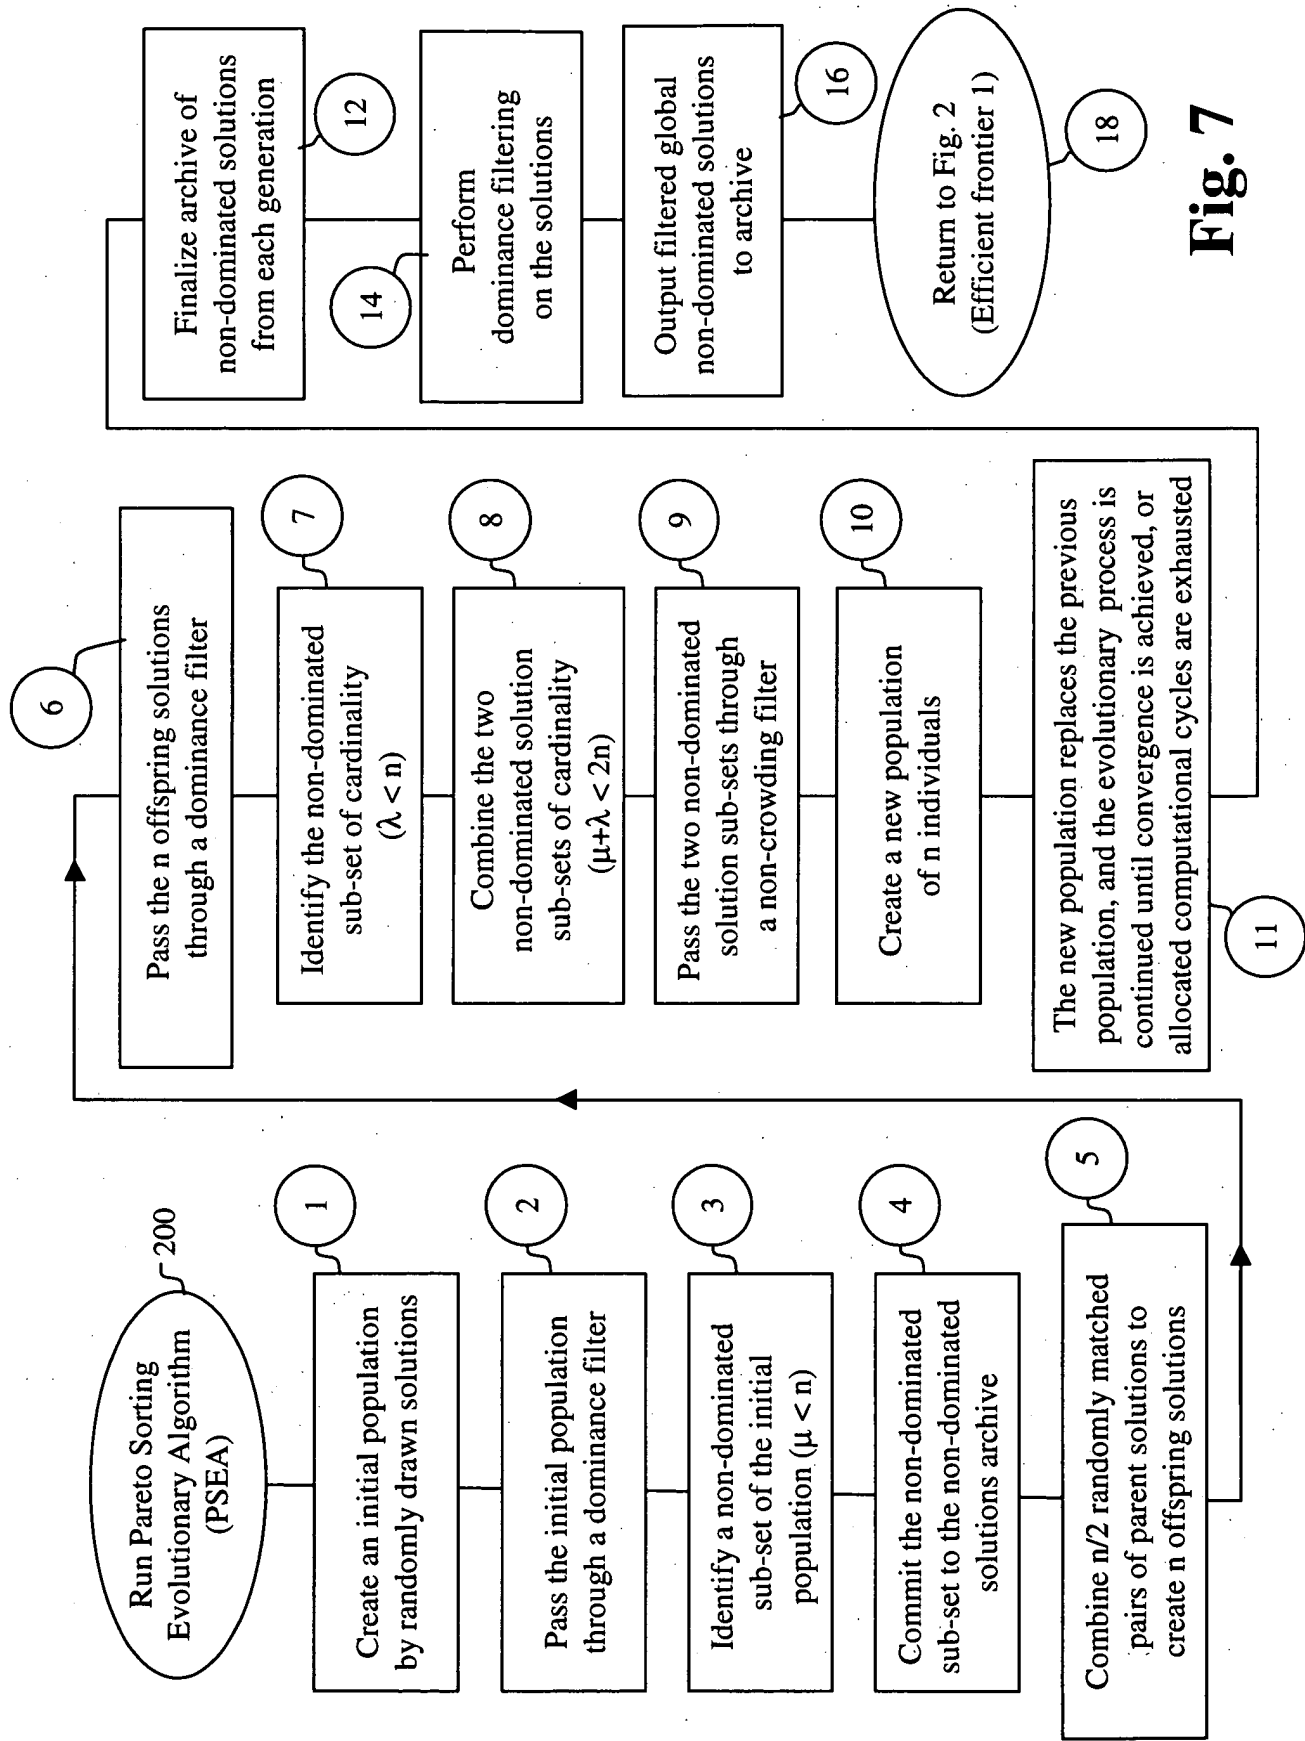 Run Pareto Sorting
Evolutionary Algorithm
(PSEA)
200
Create an initial population
by randomly drawn solutions
1
Pass the initial population
through a dominance filter
2
Identify a non-dominated
sub-set of the initial
population (μ < n)
3
Commit the non-dominated
sub-set to the non-dominated
solutions archive
4
Combine n/2 randomly matched
pairs of parent solutions to
create n offspring solutions
5
6
Pass the n offspring solutions
through a dominance filter
Identify the non-dominated
sub-set of cardinality
(λ < n)
7
Combine the two
non-dominated solution
sub-sets of cardinality
(μ+λ < 2n)
8
Pass the two non-dominated
solution sub-sets through
a non-crowding filter
9
Create a new population
of n individuals
10
The new population replaces the previous
population, and the evolutionary process is
continued until convergence is achieved, or
allocated computational cycles are exhausted
11
Finalize archive of
non-dominated solutions
from each generation
12
14
Perform
dominance filtering
on the solutions
Output filtered global
non-dominated solutions
to archive
16
Return to Fig. 2
(Efficient frontier 1)
18
Fig. 7